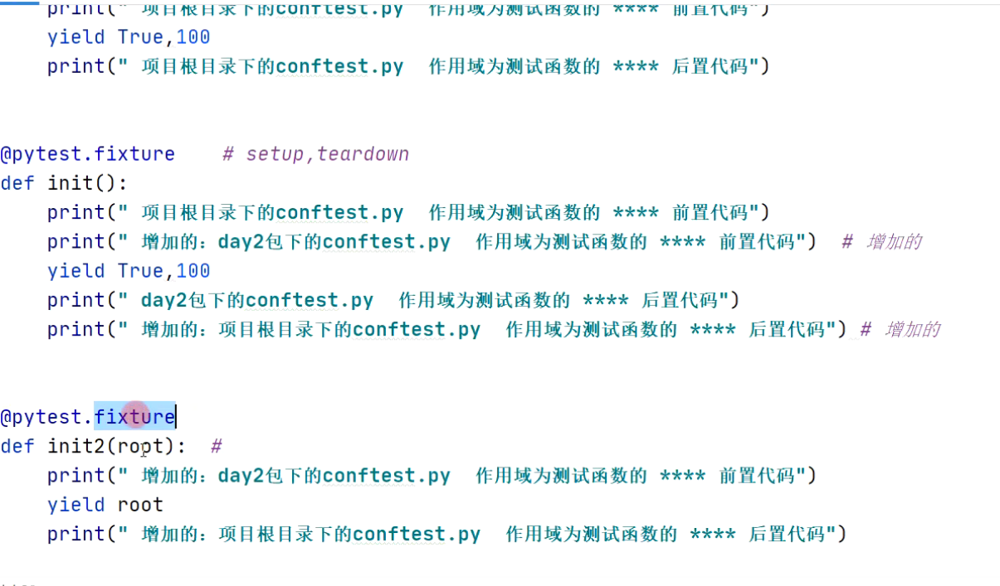 print(" 项目根目录下的conftest.py  作用域为测试函数的 **** 前置代码")
yield True,100
print(" 项目根目录下的conftest.py  作用域为测试函数的 **** 后置代码")
@pytest.fixture    # setup,teardown
def init():
print(" 项目根目录下的conftest.py  作用域为测试函数的 **** 前置代码")
print(" 增加的：day2包下的conftest.py  作用域为测试函数的 **** 前置代码")  # 增加的
yield True,100
print(" day2包下的conftest.py  作用域为测试函数的 **** 后置代码")
print(" 增加的：项目根目录下的conftest.py  作用域为测试函数的 **** 后置代码") # 增加的
@pytest.fixture
def init2(root):  #
print(" 增加的：day2包下的conftest.py  作用域为测试函数的 **** 前置代码")
yield root
print(" 增加的：项目根目录下的conftest.py  作用域为测试函数的 **** 后置代码")